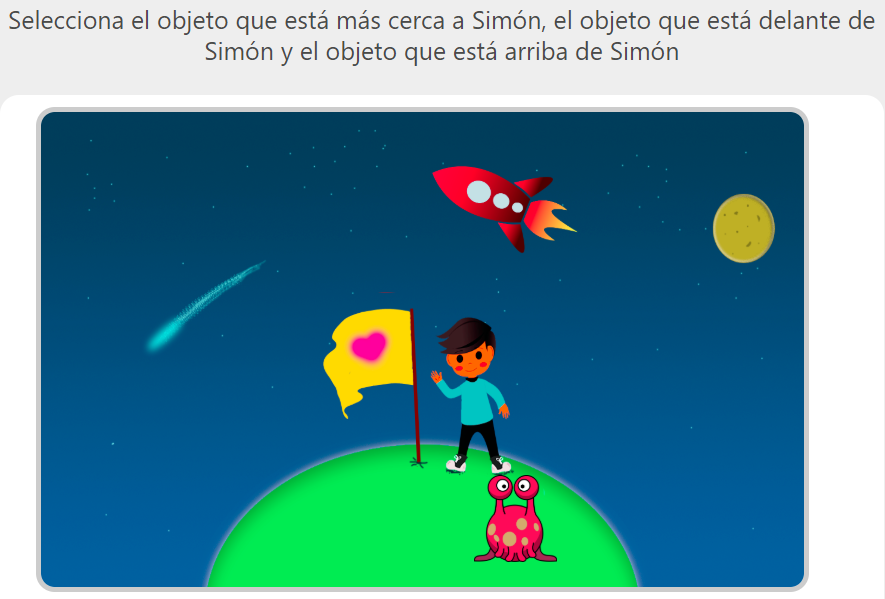 Selecciona el objeto que está más cerca a Simón, el objeto que está delante de
Simón y el objeto que está arriba de Simón